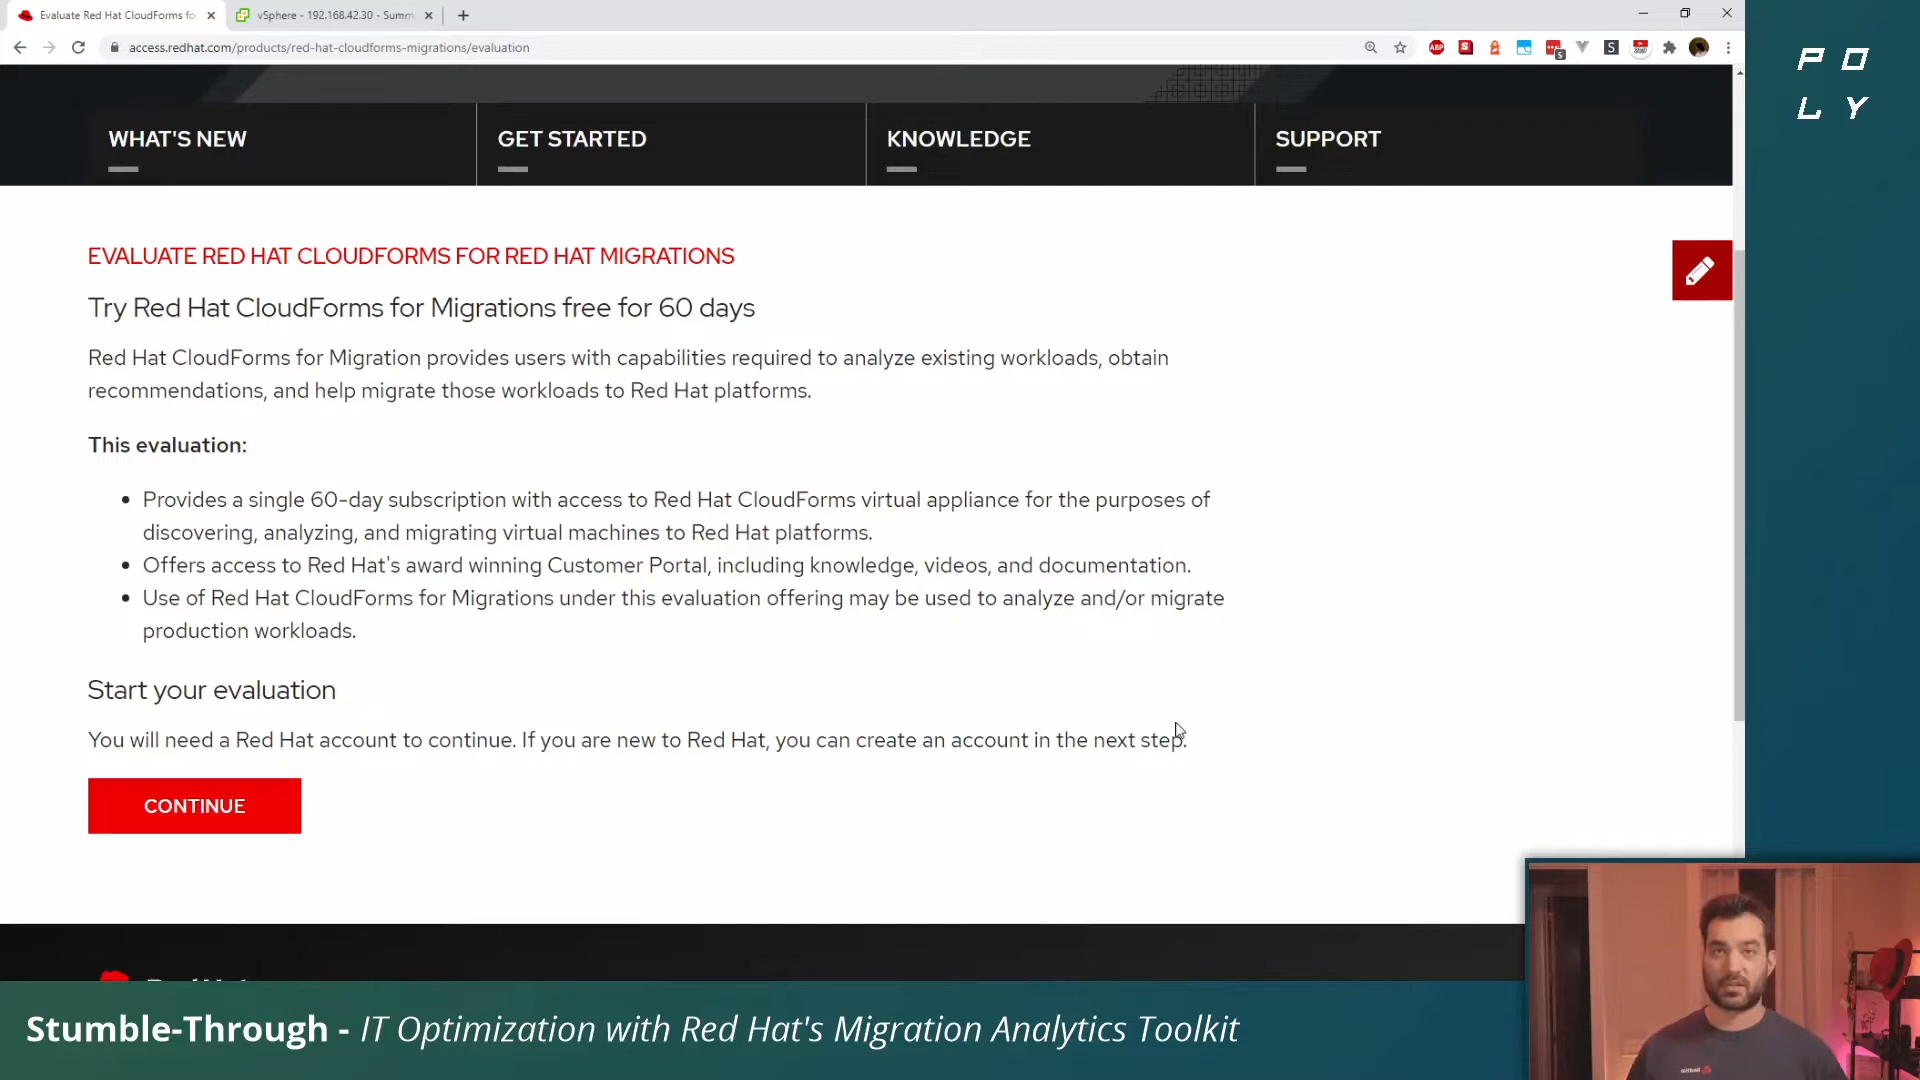 Evaluate Red Hat CloudForms fo
vSphere - 192.168.42.30 - Summ
access.redhat.com/products/red-hat-cloudforms-migrations/evaluation
ABP
S
5
S
P O
L Y
WHAT'S NEW
GET STARTED
KNOWLEDGE
SUPPORT
EVALUATE RED HAT CLOUDFORMS FOR RED HAT MIGRATIONS
Try Red Hat CloudForms for Migrations free for 60 days
Red Hat CloudForms for Migration provides users with capabilities required to analyze existing workloads, obtain
recommendations, and help migrate those workloads to Red Hat platforms.
This evaluation:
• Provides a single 60-day subscription with access to Red Hat CloudForms virtual appliance for the purposes of
discovering, analyzing, and migrating virtual machines to Red Hat platforms.
• Offers access to Red Hat's award winning Customer Portal, including knowledge, videos, and documentation.
• Use of Red Hat CloudForms for Migrations under this evaluation offering may be used to analyze and/or migrate
production workloads.
Start your evaluation
You will need a Red Hat account to continue. If you are new to Red Hat, you can create an account in the next step.
CONTINUE
Stumble-Through - IT Optimization with Red Hat's Migration Analytics Toolkit